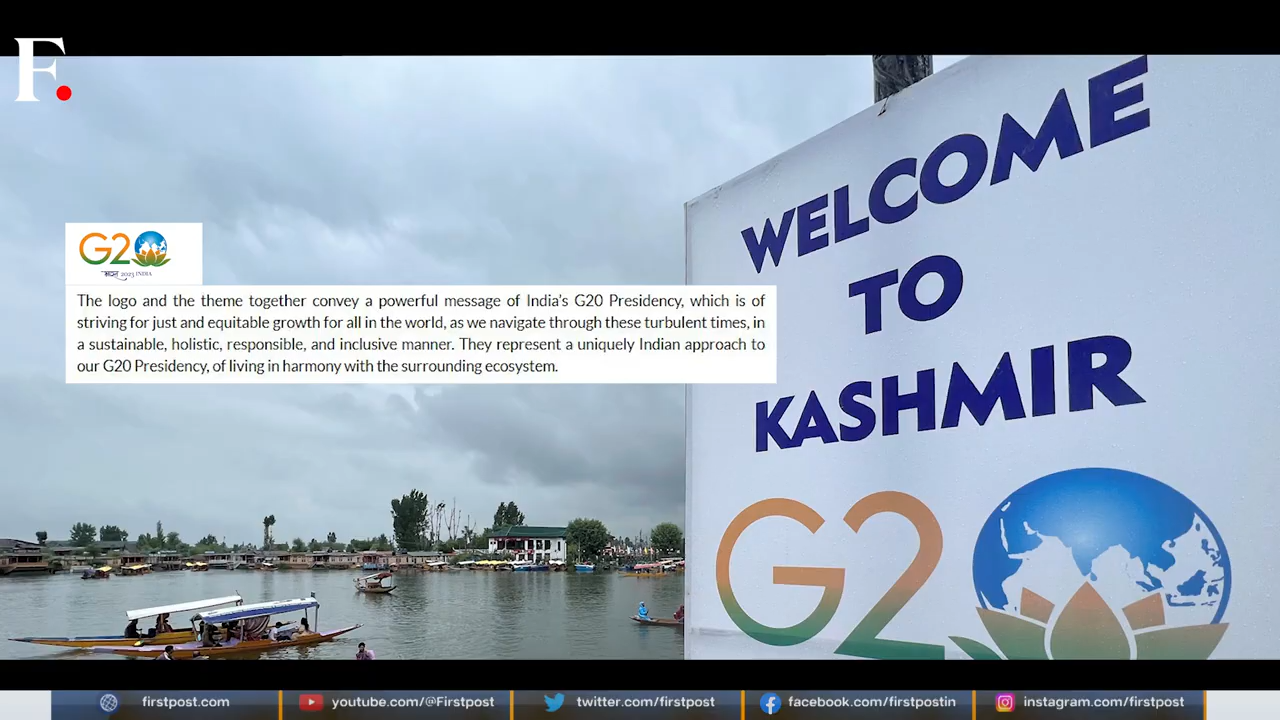 F.
WELCOME
TO
KASHMIR
G20
G20
भारत 2023 INDIA
The logo and the theme together convey a powerful message of India's G20 Presidency, which is of
striving for just and equitable growth for all in the world, as we navigate through these turbulent times, in
a sustainable, holistic, responsible, and inclusive manner. They represent a uniquely Indian approach to
our G20 Presidency, of living in harmony with the surrounding ecosystem.
firstpost.com
youtube.com/@Firstpost
twitter.com/firstpost
facebook.com/firstpostin
instagram.com/firstpost